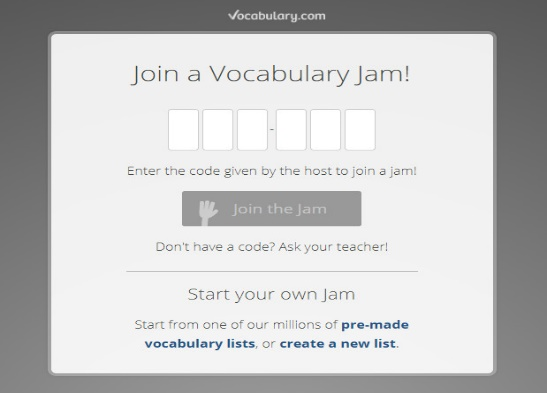 Vocabulary.com
Join a Vocabulary Jam!
-
Enter the code given by the host to join a jam!
Join the Jam
Don't have a code? Ask your teacher!
Start your own Jam
Start from one of our millions of pre-made
vocabulary lists, or create a new list.